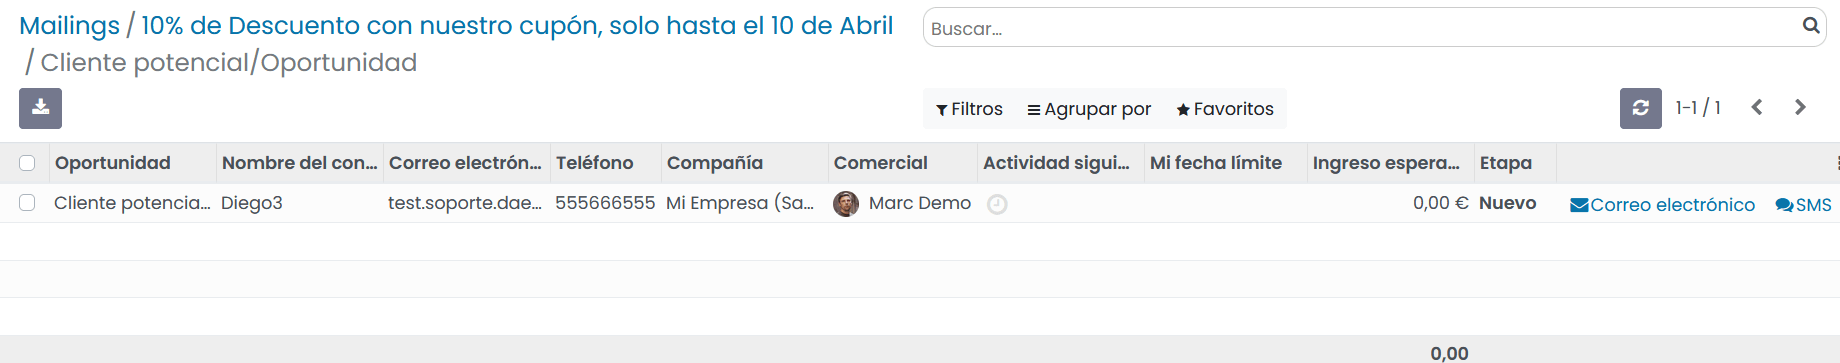 Mailings / 10% de Descuento con nuestro cupón, solo hasta el 10 de Abril
/ Cliente potencial/Oportunidad
Buscar...
Filtros Agrupar por Favoritos
1-1 / 1
Oportunidad Nombre del con... Correo electrón... Teléfono Compañía Comercial Actividad sigui... Mi fecha límite Ingreso espera... Etapa
Cliente potencia... Diego3 test.soporte.dae... 555666555 Mi Empresa (Sa... Marc Demo 0,00 € Nuevo Correo electrónico SMS
0,00